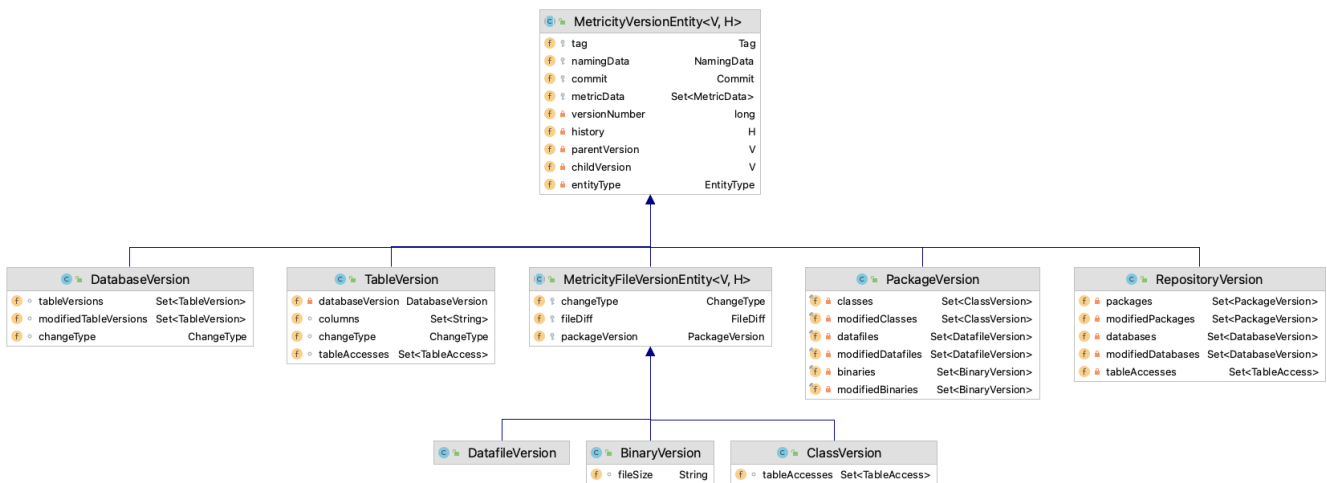 MetricityVersionEntity<V, H>
tag Tag
namingData NamingData
commit Commit
metricData Set<MetricData>
versionNumber long
history H
parentVersion V
childVersion V
entityType EntityType
DatabaseVersion
tableVersions Set<TableVersion>
modifiedTableVersions Set<TableVersion>
changeType ChangeType
TableVersion
databaseVersion DatabaseVersion
columns Set<String>
changeType ChangeType
tableAccesses Set<TableAccess>
MetricityFileVersionEntity<V, H>
changeType ChangeType
fileDiff FileDiff
packageVersion PackageVersion
PackageVersion
classes Set<ClassVersion>
modifiedClasses Set<ClassVersion>
datafiles Set<DatafileVersion>
modifiedDatafiles Set<DatafileVersion>
binaries Set<BinaryVersion>
modifiedBinaries Set<BinaryVersion>
RepositoryVersion
packages Set<PackageVersion>
modifiedPackages Set<PackageVersion>
databases Set<DatabaseVersion>
modifiedDatabases Set<DatabaseVersion>
tableAccesses Set<TableAccess>
DatafileVersion
BinaryVersion
fileSize String
ClassVersion
tableAccesses Set<TableAccess>